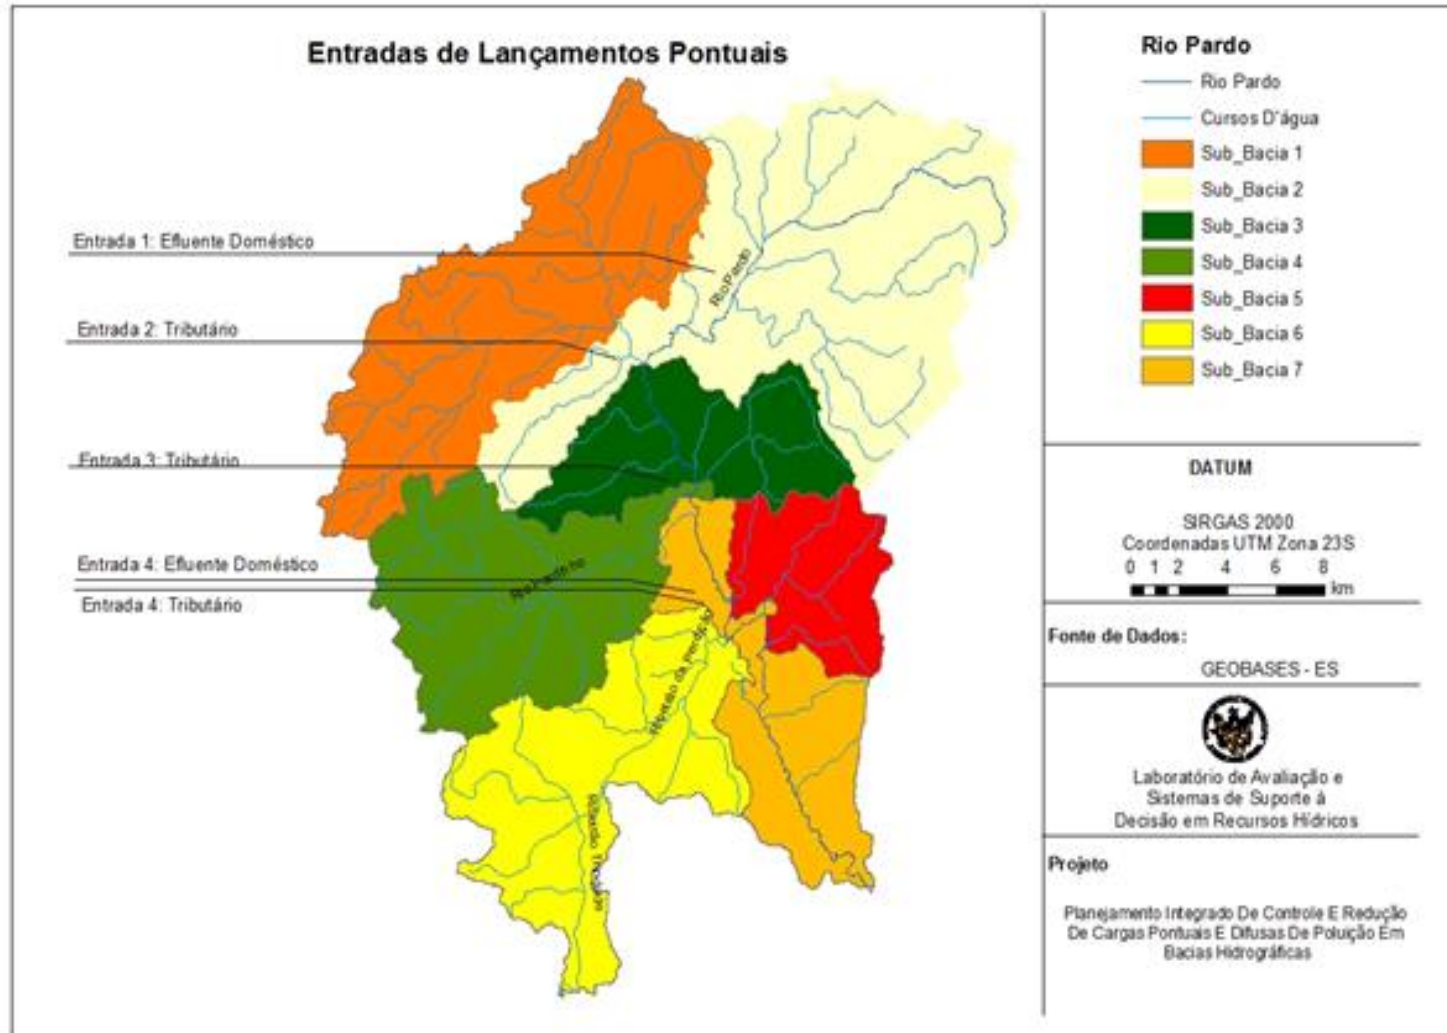 Entradas de Lançamentos Pontuais
Entrada 1: Efluente Doméstico
Entrada 2: Tributário
Entrada 3: Tributário
Entrada 4: Efluente Doméstico
Entrada 4: Tributário
Rio Pardo
Rio Pardo
Rio Pardo
Cursos D'água
Sub_Bacia 1
Sub_Bacia 2
Sub_Bacia 3
Sub_Bacia 4
Sub_Bacia 5
Sub_Bacia 6
Sub_Bacia 7
DATUM
SIRGAS 2000
Coordenadas UTM Zona 23S
0 1 2 4 6 8
km
Fonte de Dados:
GEOBASES - ES
Laboratório de Avaliação e
Sistemas de Suporte à
Decisão em Recursos Hídricos
Projeto
Planejamento Integrado De Controle E Redução
De Cargas Pontuais E Difusas De Poluição Em
Bacias Hidrográficas